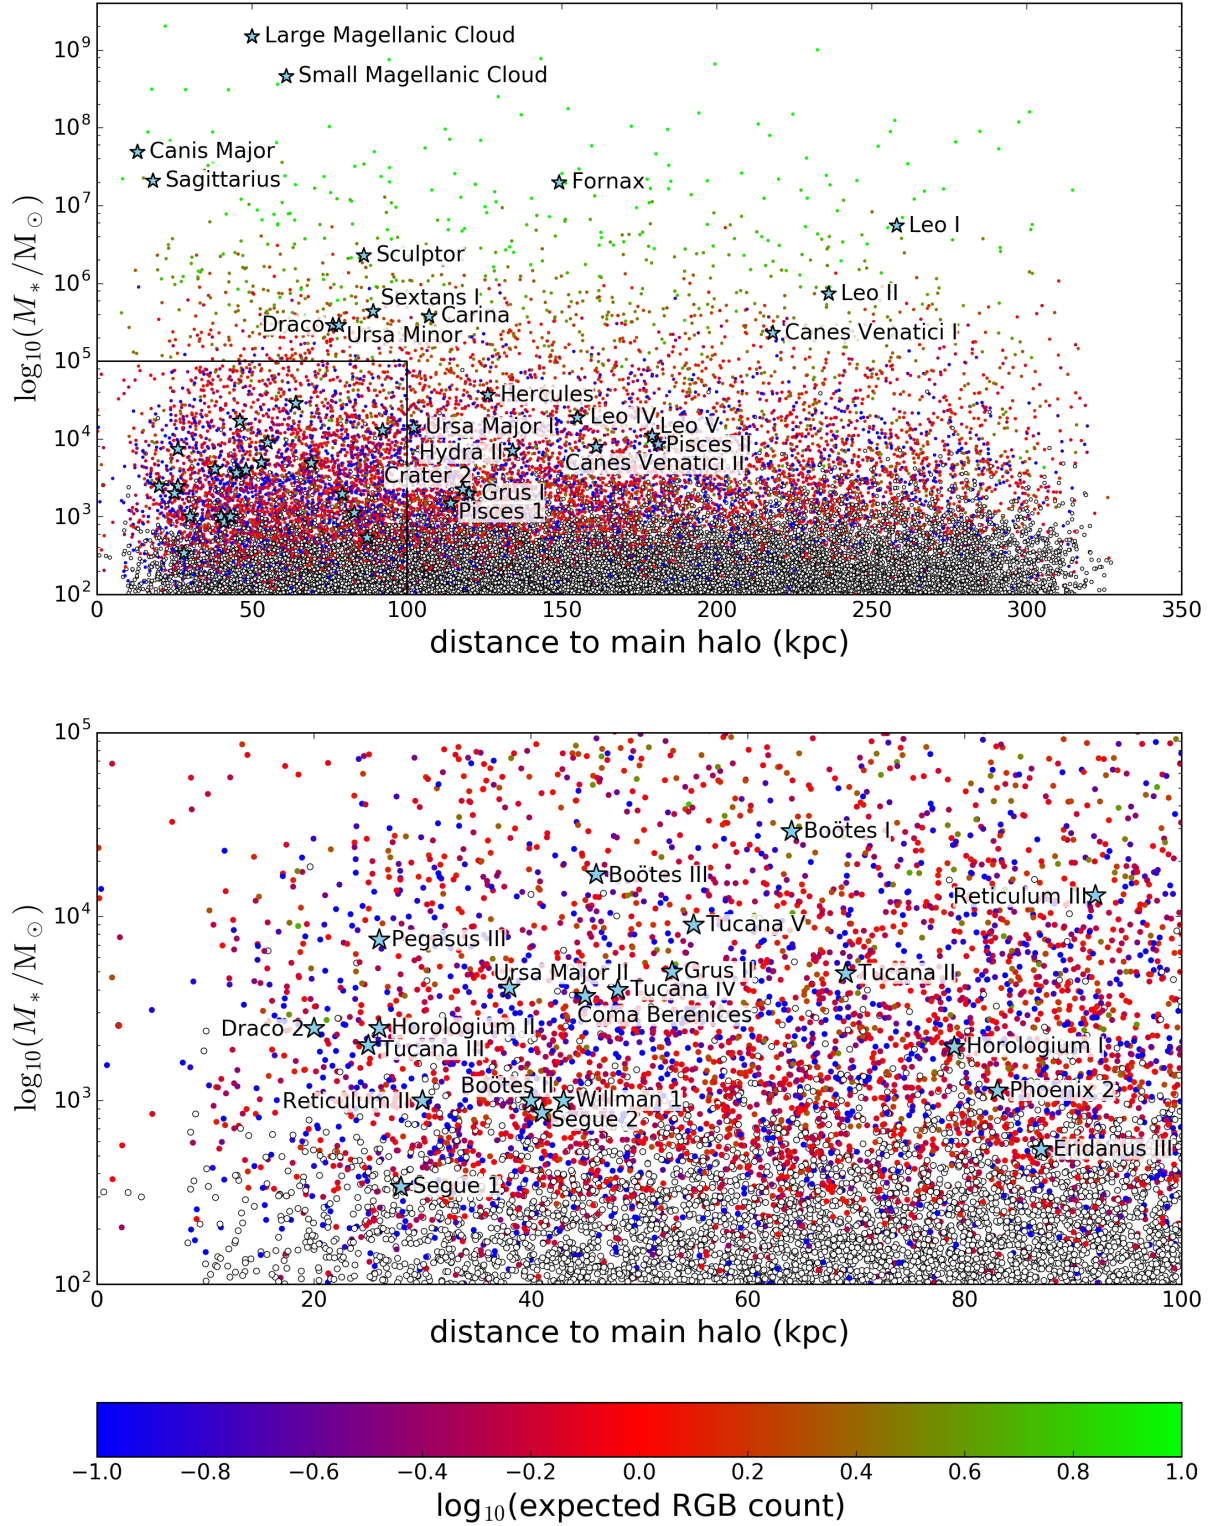 10^9
10^8
10^7
10^6
10^5
10^4
10^3
10^2
log_10(M_*/M_⊙)
Large Magellanic Cloud
Small Magellanic Cloud
Canis Major
Sagittarius
Fornax
Leo I
Sculptor
Leo II
Sextans I
Carina
Draco
Ursa Minor
Canes Venatici I
Hercules
Leo IV
Ursa Major I
Leo V
Pisces II
Hydra II
Canes Venatici II
Crater 2
Grus I
Pisces 1
0 50 100 150 200 250 300 350
distance to main halo (kpc)
10^5
10^4
10^3
10^2
log_10(M_*/M_⊙)
Boötes I
Boötes III
Reticulum III
Tucana V
Pegasus III
Ursa Major II
Grus II
Tucana II
Tucana IV
Coma Berenices
Draco 2
Horologium II
Tucana III
Horologium I
Boötes II
Phoenix 2
Reticulum II
Willman 1
Segue 2
Eridanus III
Segue 1
0 20 40 60 80 100
distance to main halo (kpc)
−1.0 −0.8 −0.6 −0.4 −0.2 0.0 0.2 0.4 0.6 0.8 1.0
log_10(expected RGB count)